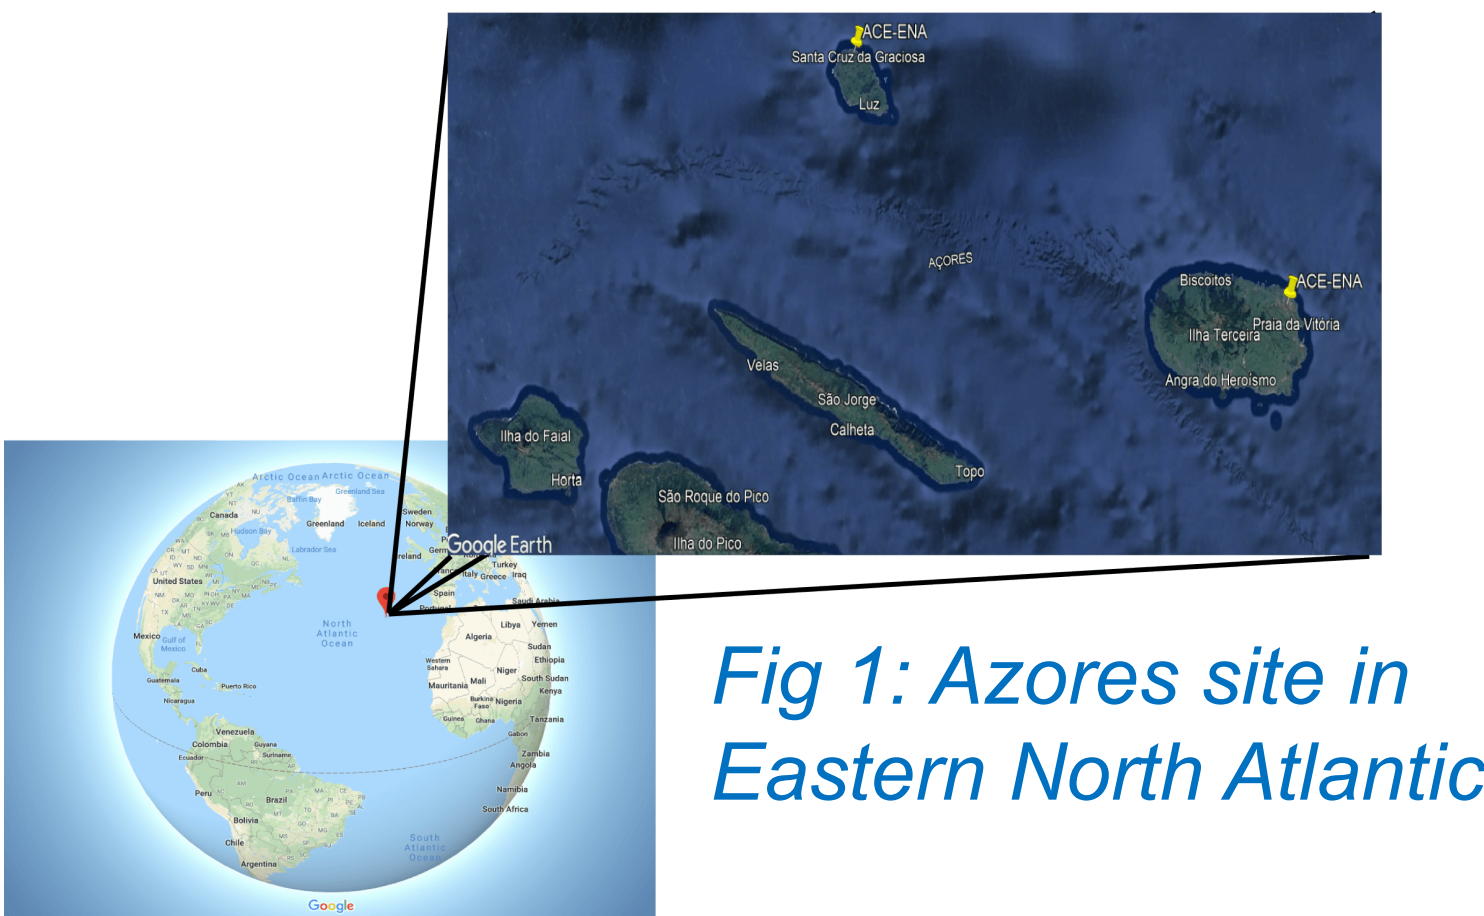 ACE-ENA
Santa Cruz da Graciosa
Luz
AÇORES
Biscoitos
ACE-ENA
Praia da Vitória
Ilha Terceira
Angra do Heroísmo
Velas
São Jorge
Calheta
Topo
Ilha do Faial
Horta
São Roque do Pico
Ilha do Pico
Google Earth
Arctic Ocean Arctic Ocean
Baffin Bay
Greenland Sea
Canada
Hudson Bay
Greenland
Iceland
Sweden
Norway
Labrador Sea
United States
Turkey
Italy Greece Iraq
Spain
Portugal
Saudi Arabia
North
Atlantic
Ocean
Algeria
Libya
Yemen
Mexico
Gulf of
Mexico
Sudan
Ethiopia
Western
Sahara
Cuba
Niger
South Sudan
Guatemala
Puerto Rico
Mauritania
Mali
Kenya
Nicaragua
Burkina
Faso
Nigeria
Guinea
Ghana
Tanzania
Venezuela
Gabon
Colombia
Guyana
Suriname
Ecuador
Zambia
Angola
Peru
Brazil
Namibia
Bolivia
South Africa
Chile
South
Atlantic
Ocean
Argentina
Google
Fig 1: Azores site in
Eastern North Atlantic